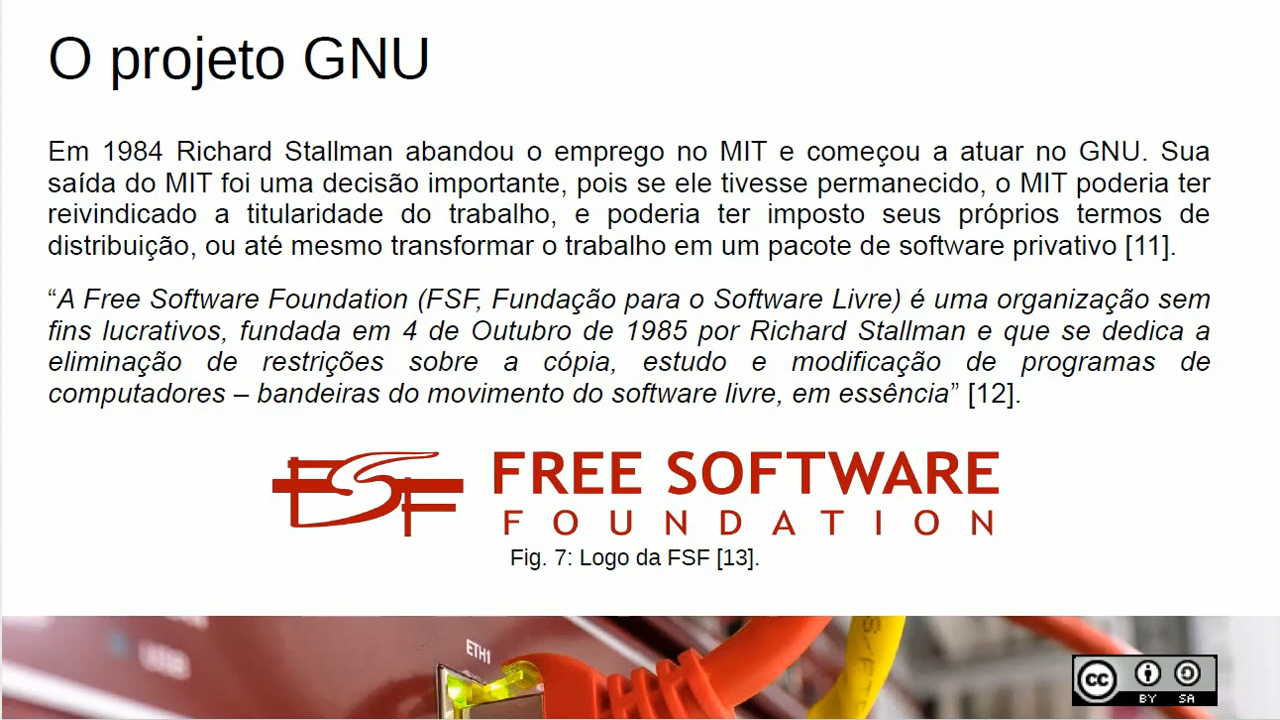 O projeto GNU
Em 1984 Richard Stallman abandou o emprego no MIT e começou a atuar no GNU. Sua
saída do MIT foi uma decisão importante, pois se ele tivesse permanecido, o MIT poderia ter
reivindicado a titularidade do trabalho, e poderia ter imposto seus próprios termos de
distribuição, ou até mesmo transformar o trabalho em um pacote de software privativo [11].
“A Free Software Foundation (FSF, Fundação para o Software Livre) é uma organização sem
fins lucrativos, fundada em 4 de Outubro de 1985 por Richard Stallman e que se dedica a
eliminação de restrições sobre a cópia, estudo e modificação de programas de
computadores – bandeiras do movimento do software livre, em essência” [12].
FSF FREE SOFTWARE
FOUNDATION
Fig. 7: Logo da FSF [13].
ETH1
CC BY SA